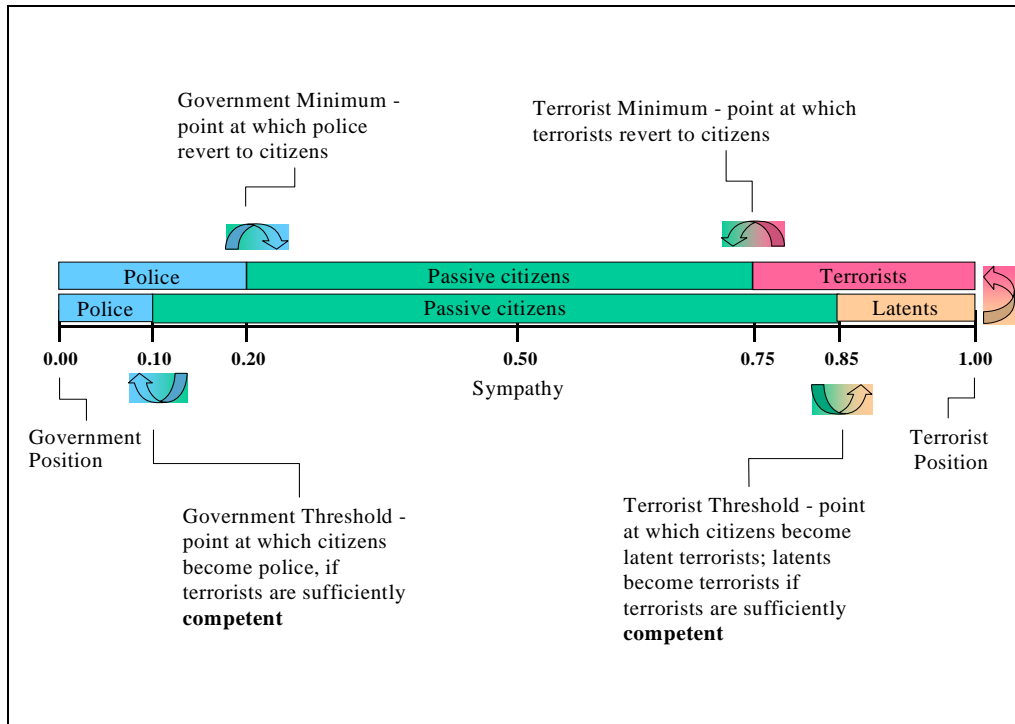 Government Minimum -
point at which police
revert to citizens
Terrorist Minimum - point at which
terrorists revert to citizens
Police
Passive citizens
Terrorists
Police
Passive citizens
Latents
0.00
0.10
0.20
0.50
0.75
0.85
1.00
Sympathy
Government
Position
Terrorist
Position
Government Threshold -
point at which citizens
become police, if
terrorists are sufficiently
competent
Terrorist Threshold - point
at which citizens become
latent terrorists; latents
become terrorists if
terrorists are sufficiently
competent